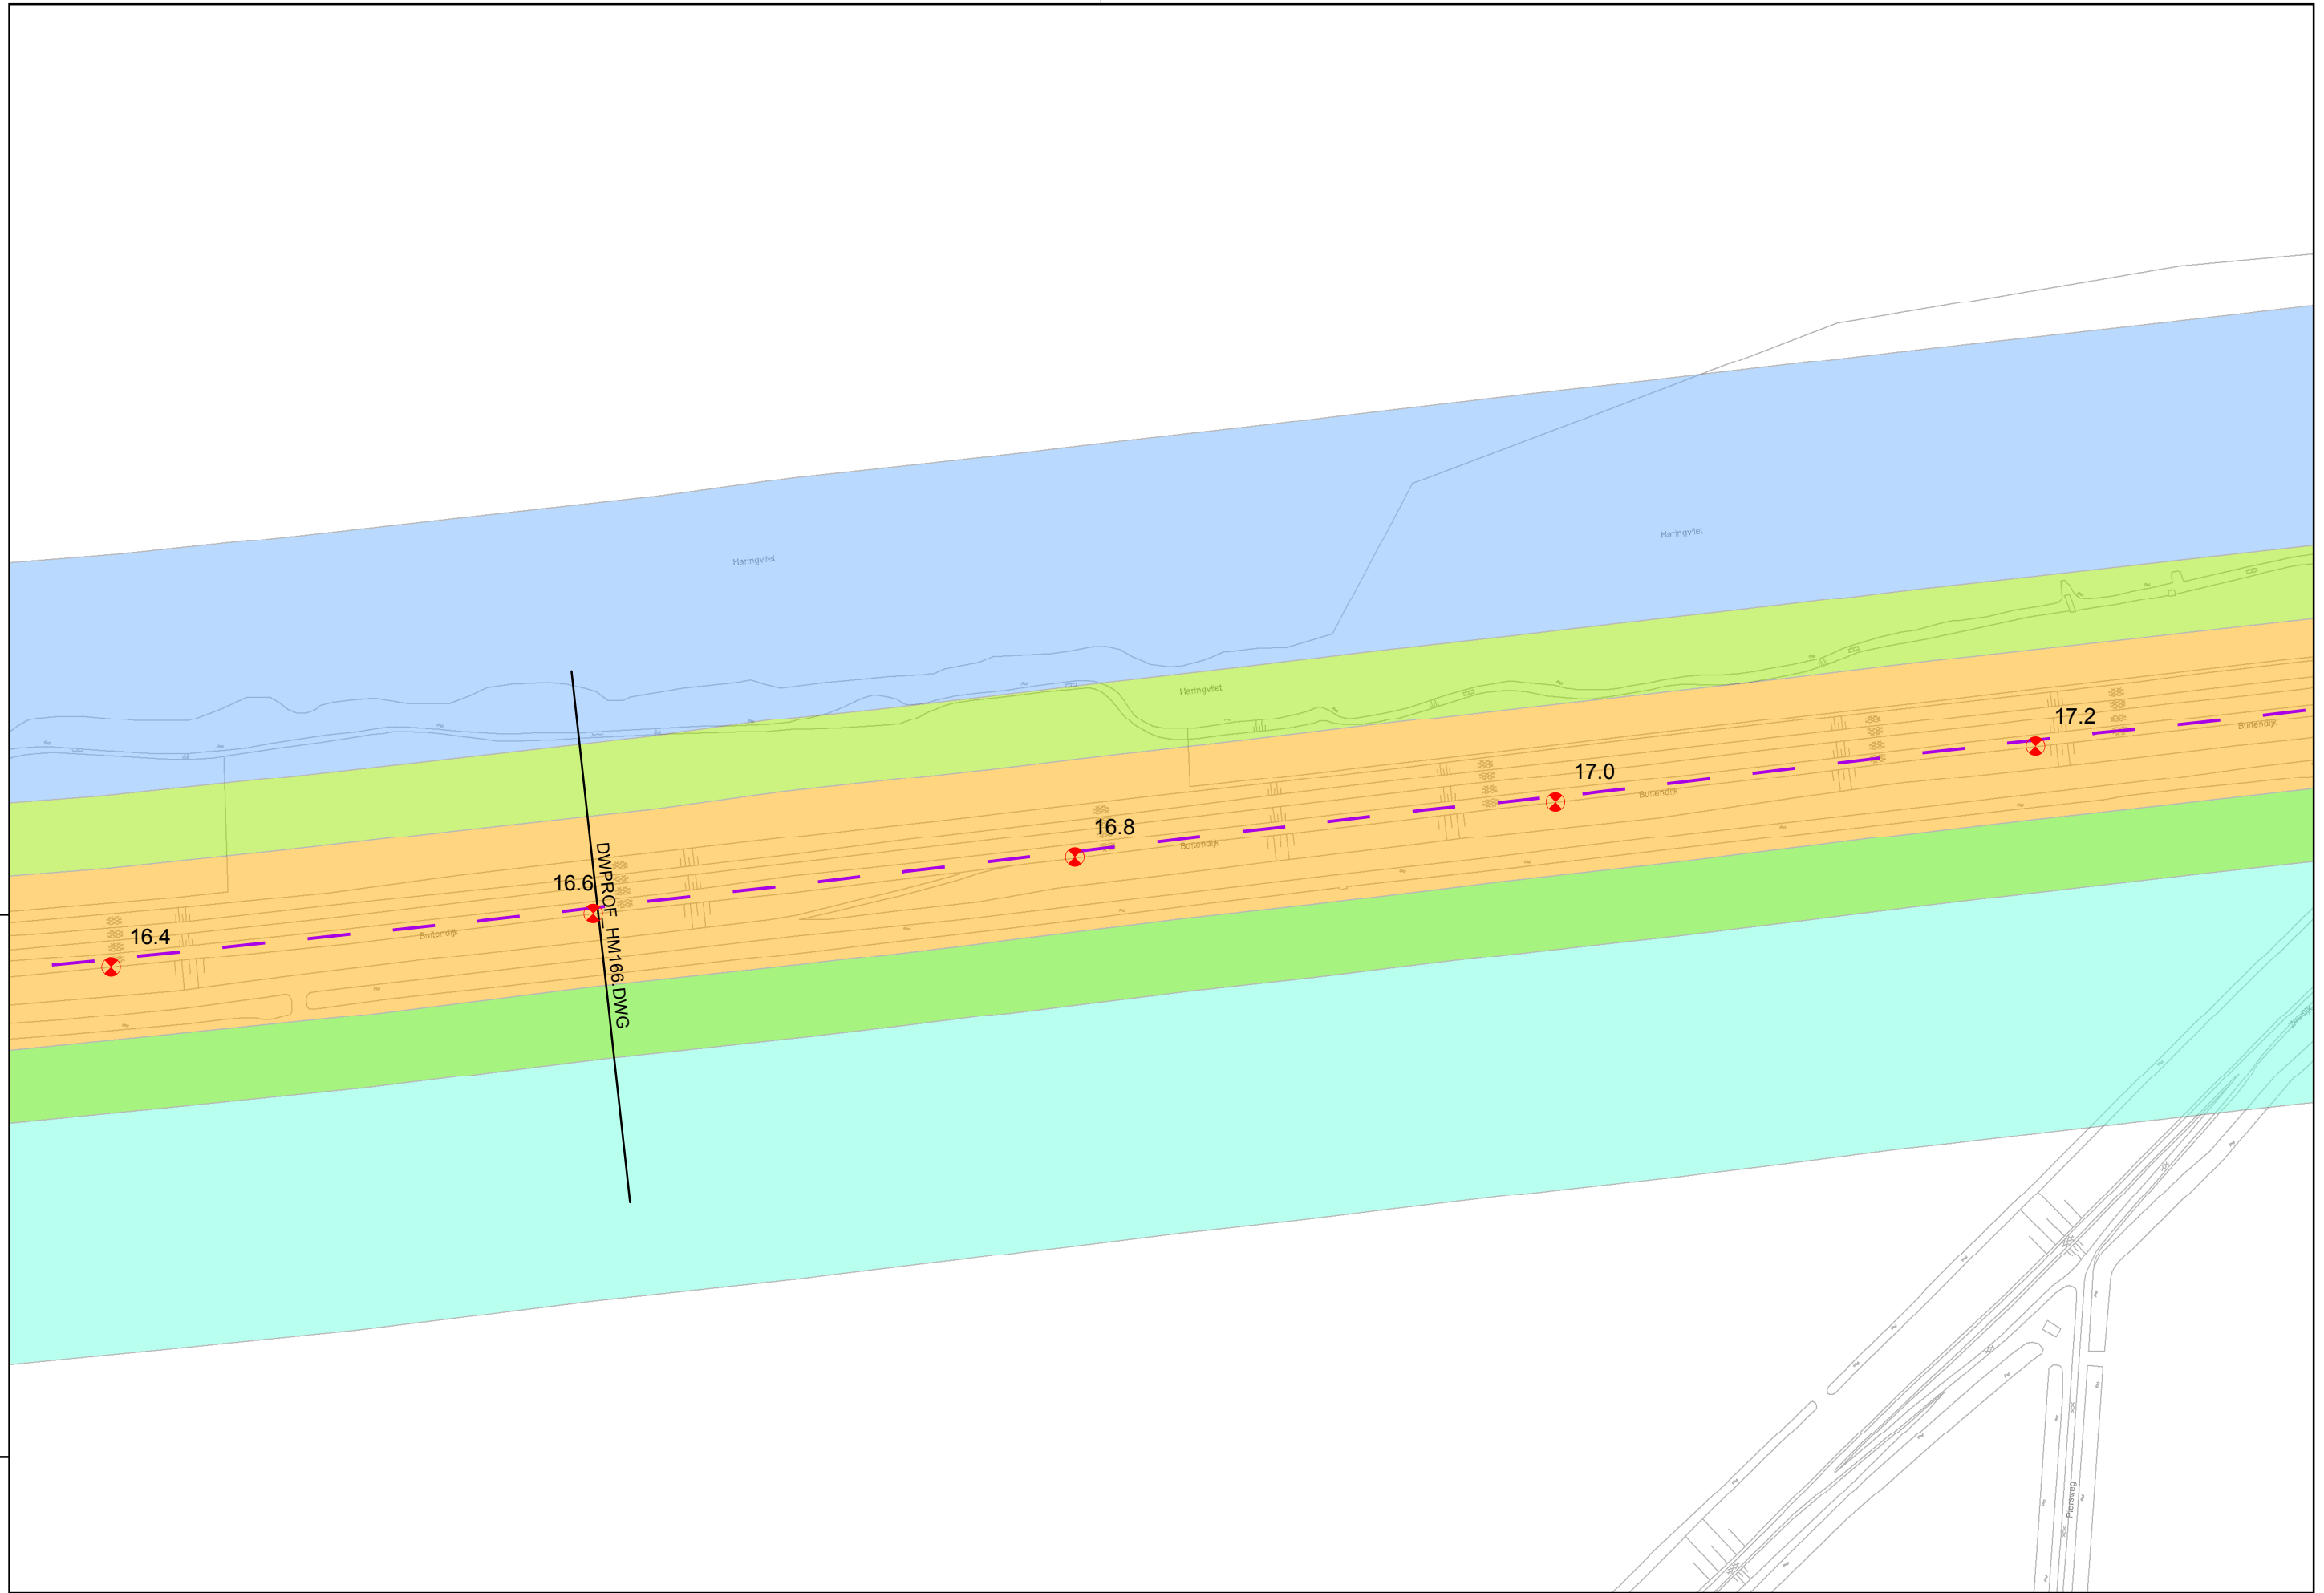 Haringvliet
Haringvliet
Haringvliet
17.2
Buitendijk
17.0
Buitendijk
16.8
Buitendijk
16.6
DWPROF_HM166.DWG
16.4
Buitendijk
Piersweg